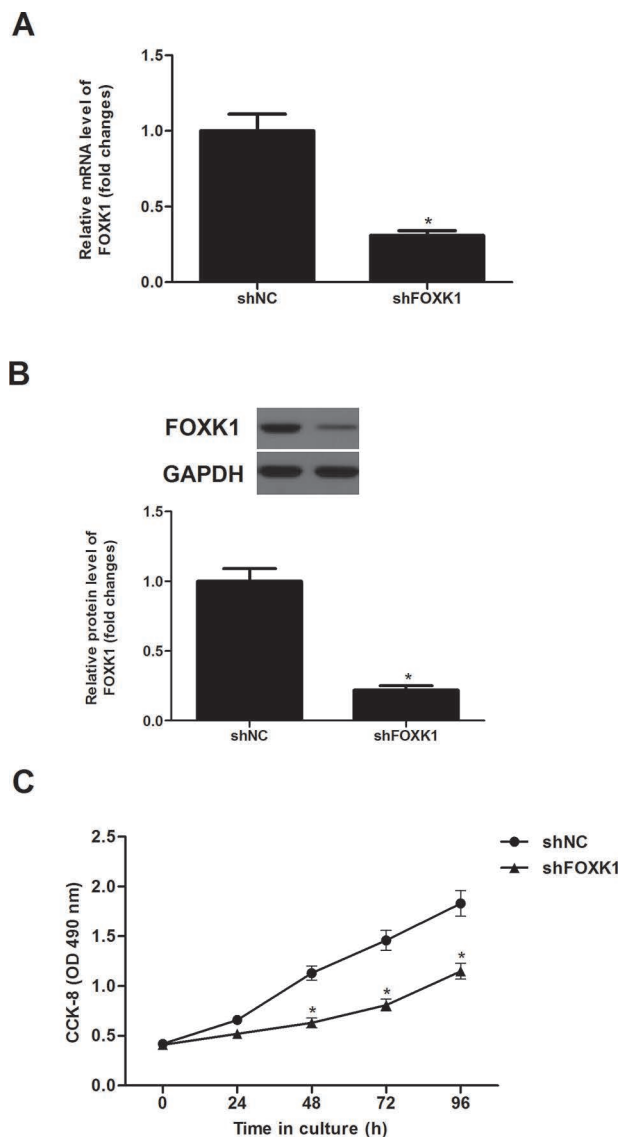 A
Relative mRNA level of
FOXK1 (fold changes)
1.5
1.0
0.5
0.0
*
shNC
shFOXK1
B
FOXK1
GAPDH
Relative protein level of
FOXK1 (fold changes)
1.5
1.0
0.5
0.0
*
shNC
shFOXK1
C
CCK-8 (OD 490 nm)
2.5
2.0
1.5
1.0
0.5
0.0
shNC
shFOXK1
* * *
0 24 48 72 96
Time in culture (h)